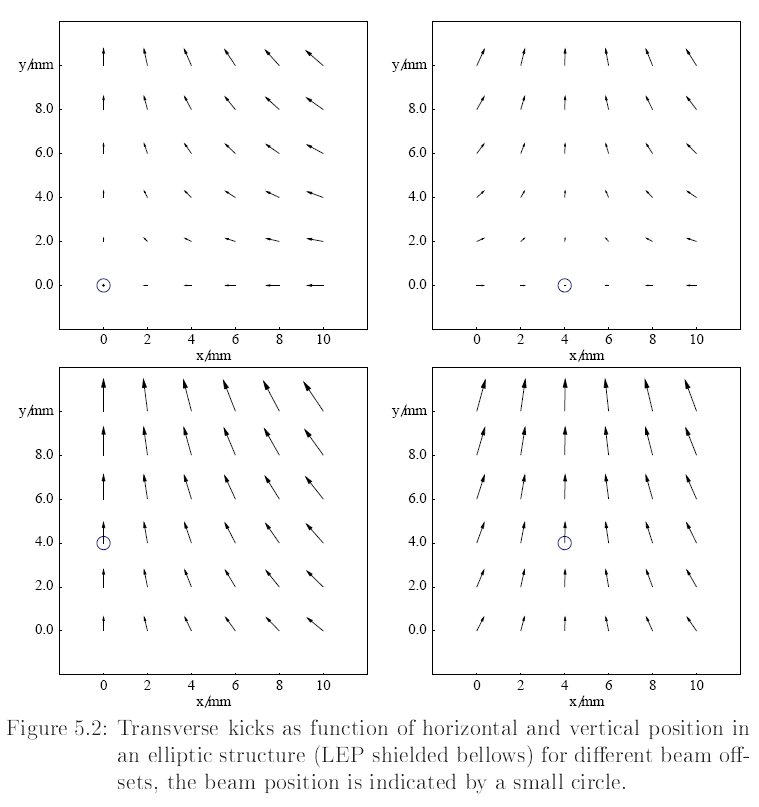 y/mm
8.0
6.0
4.0
2.0
0.0
0 2 4 6 8 10
x/mm
y/mm
8.0
6.0
4.0
2.0
0.0
0 2 4 6 8 10
x/mm
y/mm
8.0
6.0
4.0
2.0
0.0
0 2 4 6 8 10
x/mm
y/mm
8.0
6.0
4.0
2.0
0.0
0 2 4 6 8 10
x/mm
Figure 5.2: Transverse kicks as function of horizontal and vertical position in
an elliptic structure (LEP shielded bellows) for different beam off-
sets, the beam position is indicated by a small circle.